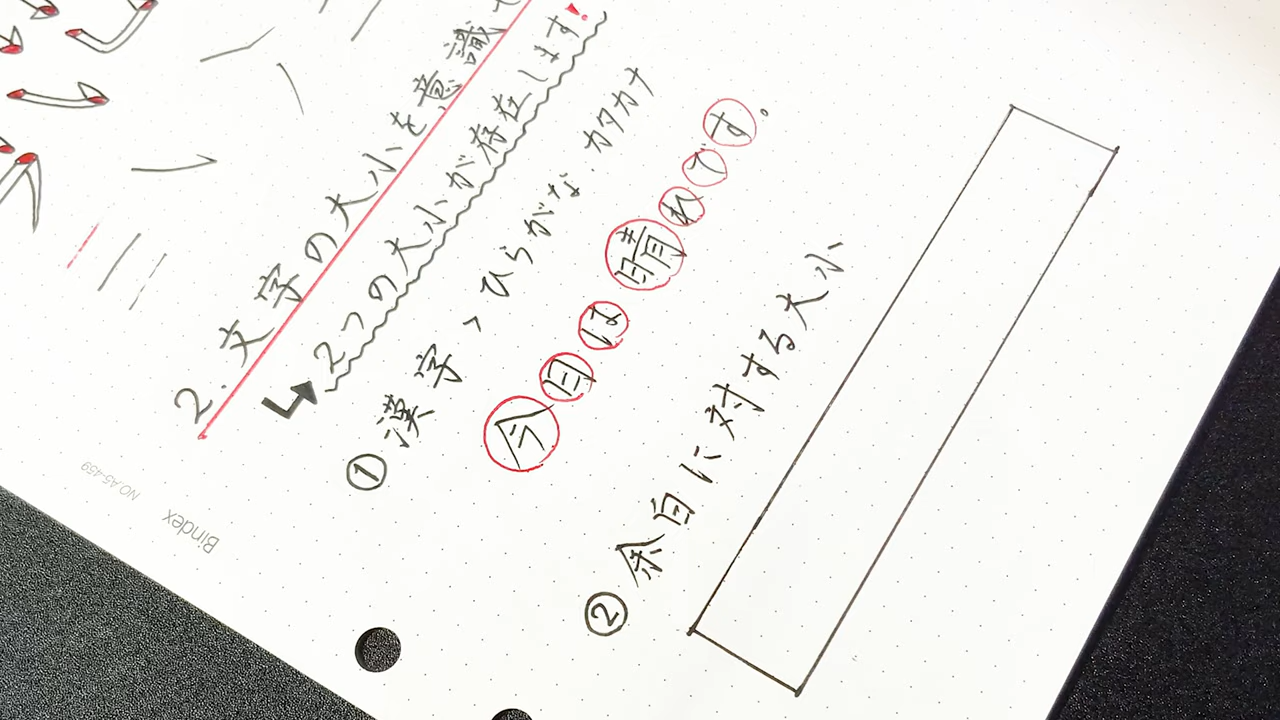 2. 文字の大小を意識
2つの大小が存在します!
① 漢字 > ひらがな.カタカナ
今日は晴れです。
② 余白に対する大小
Bindex
NO.A5-459